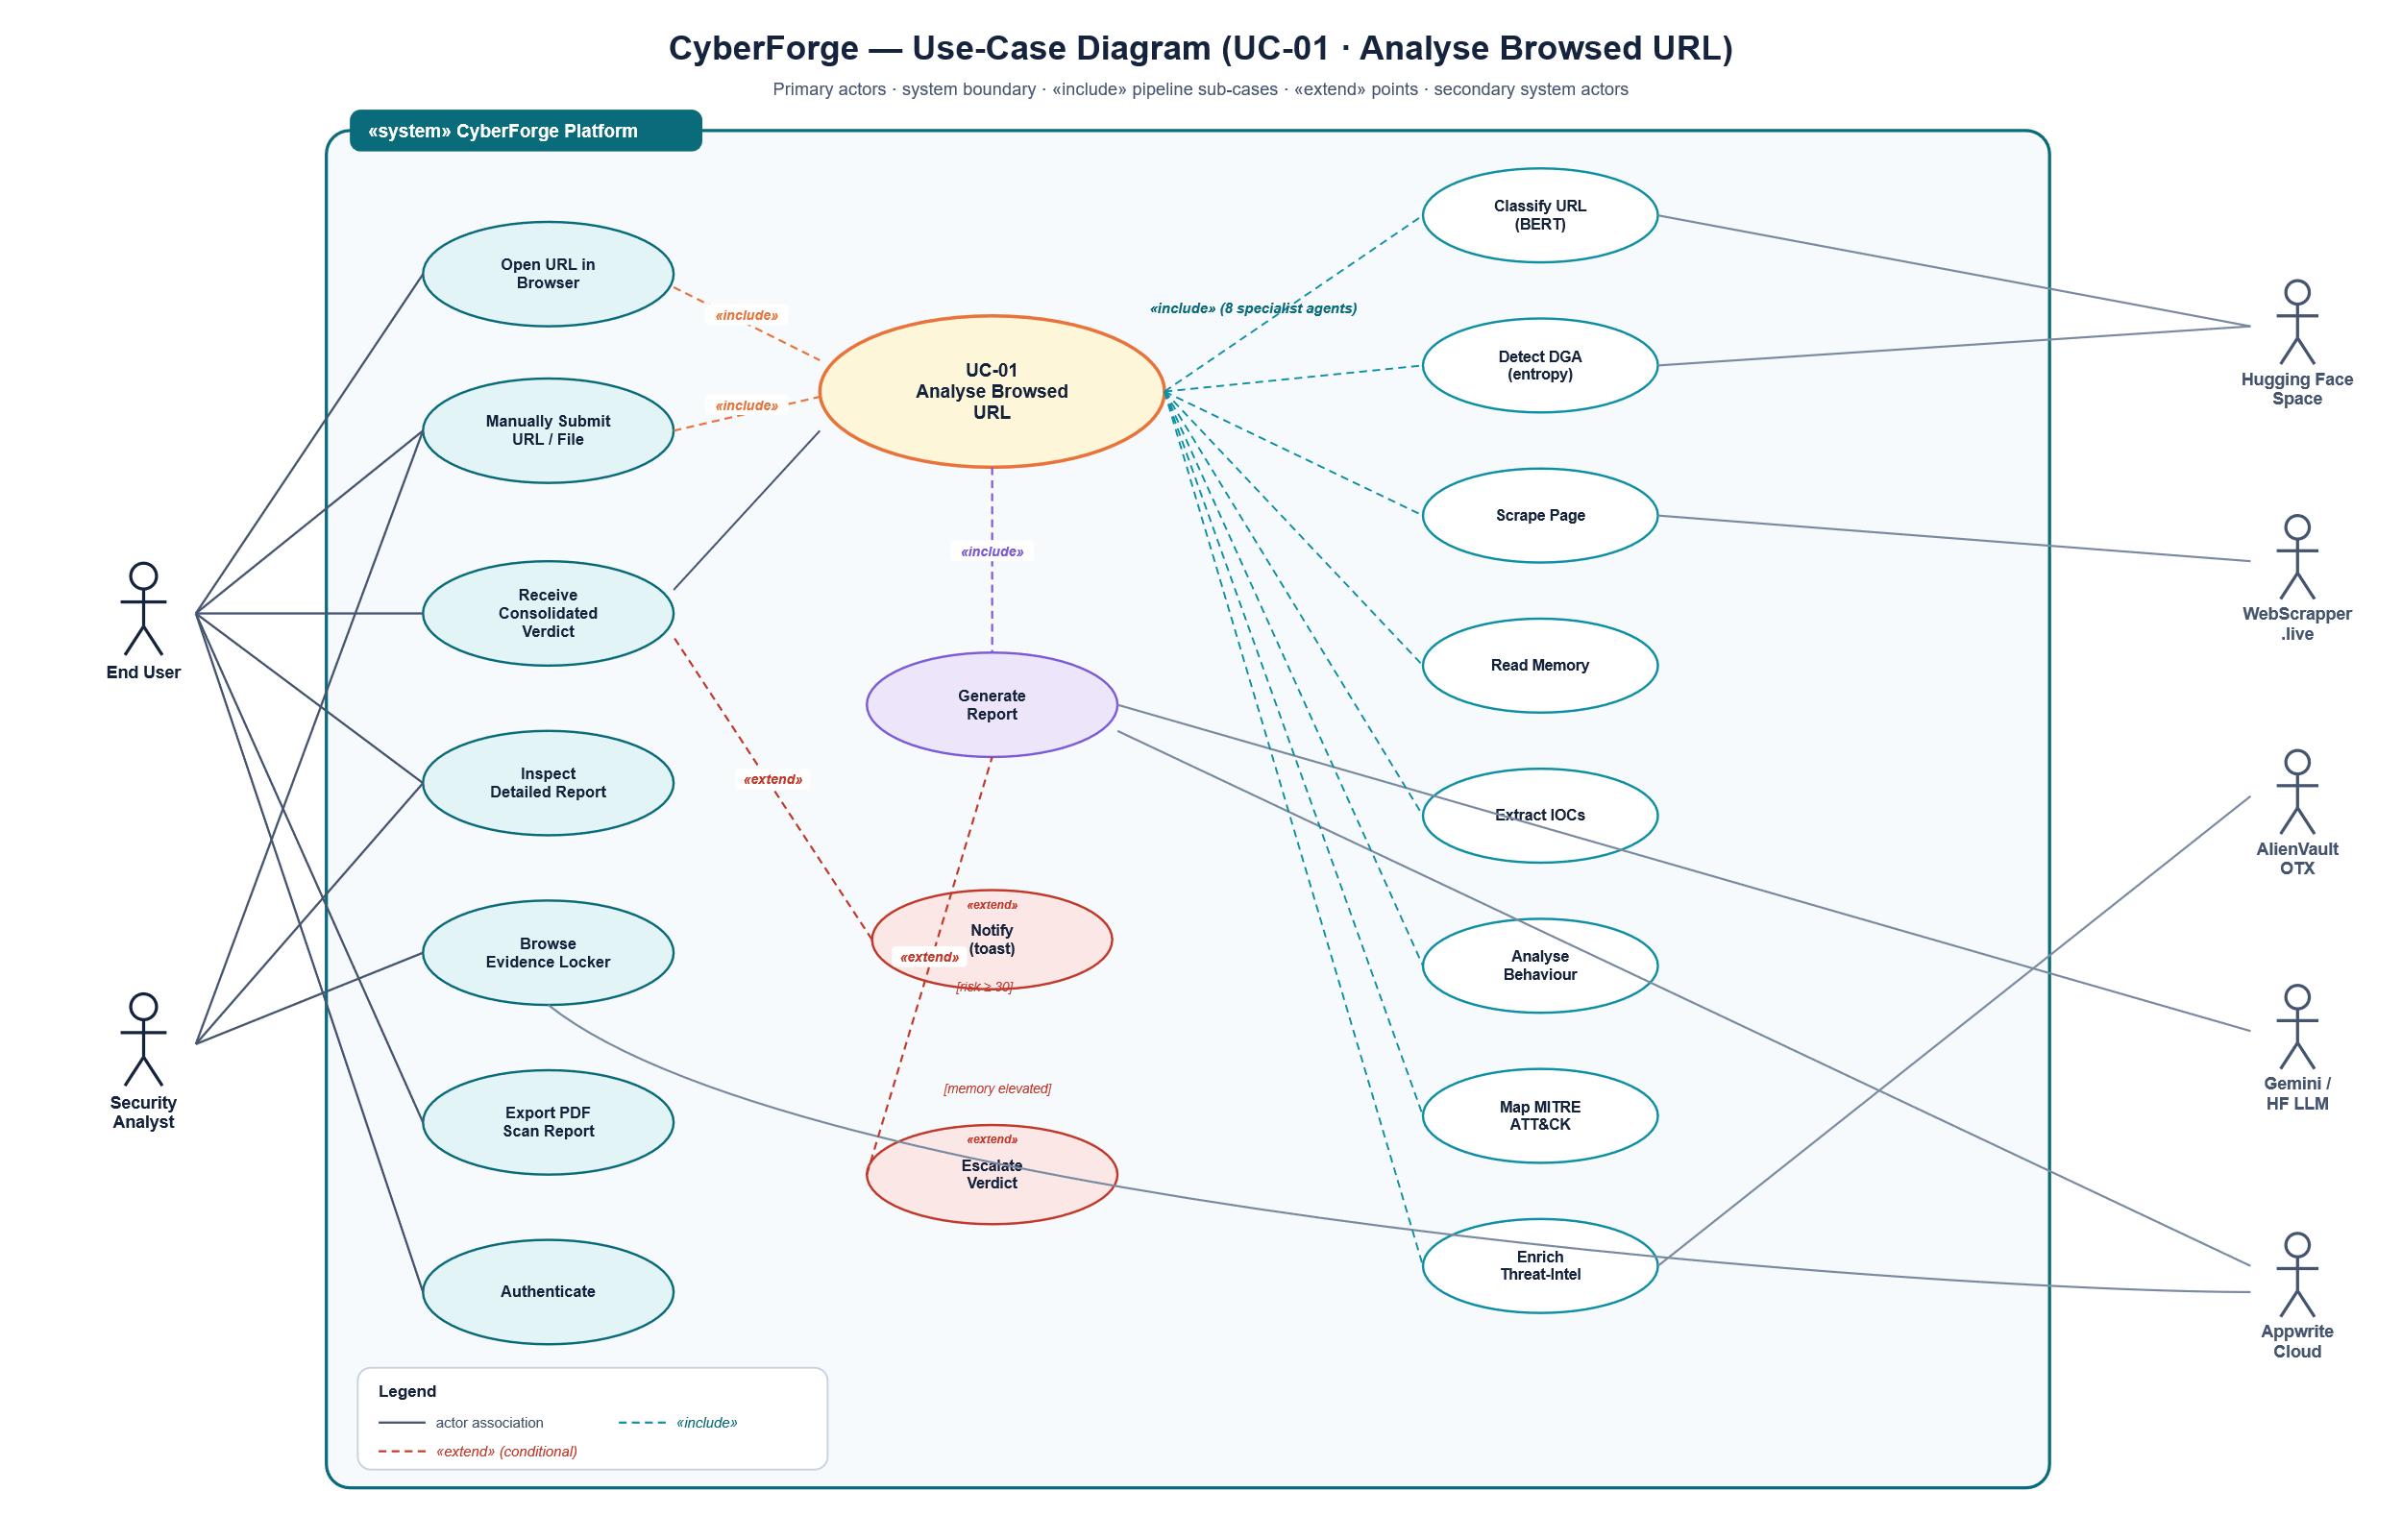 CyberForge — Use-Case Diagram (UC-01 · Analyse Browsed URL)
Primary actors · system boundary · «include» pipeline sub-cases · «extend» points · secondary system actors
«system» CyberForge Platform
End User
Security
Analyst
Open URL in
Browser
Manually Submit
URL / File
Receive
Consolidated
Verdict
Inspect
Detailed Report
Browse
Evidence Locker
Export PDF
Scan Report
Authenticate
«include»
«include»
UC-01
Analyse Browsed
URL
«include»
Generate
Report
«extend»
«extend»
Notify
(toast)
«extend»
[risk ≥ 30]
[memory elevated]
«extend»
Escalate
Verdict
«include» (8 specialist agents)
Classify URL
(BERT)
Detect DGA
(entropy)
Scrape Page
Read Memory
Extract IOCs
Analyse
Behaviour
Map MITRE
ATT&CK
Enrich
Threat-Intel
Hugging Face
Space
WebScrapper
.live
AlienVault
OTX
Gemini /
HF LLM
Appwrite
Cloud
Legend
actor association
«include»
«extend» (conditional)